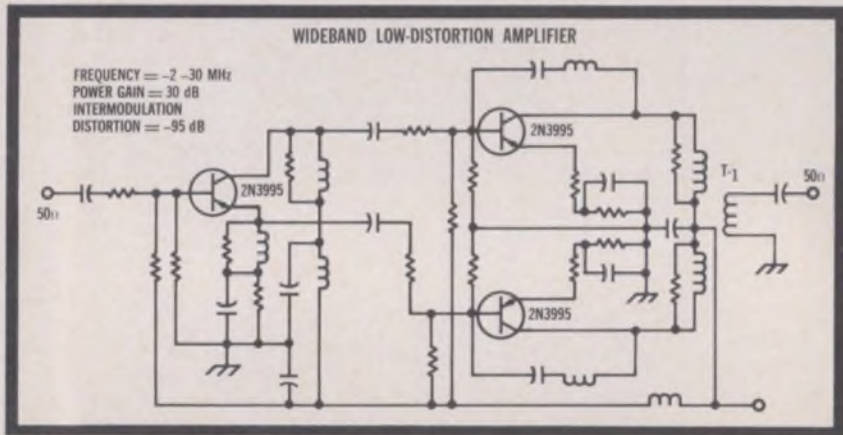 WIDEBAND LOW-DISTORTION AMPLIFIER
FREQUENCY = -2 -30 MHz
POWER GAIN = 30 dB
INTERMODULATION
DISTORTION = -95 dB
2N3995
2N3995
T-1
50Ω
2N3995
50Ω